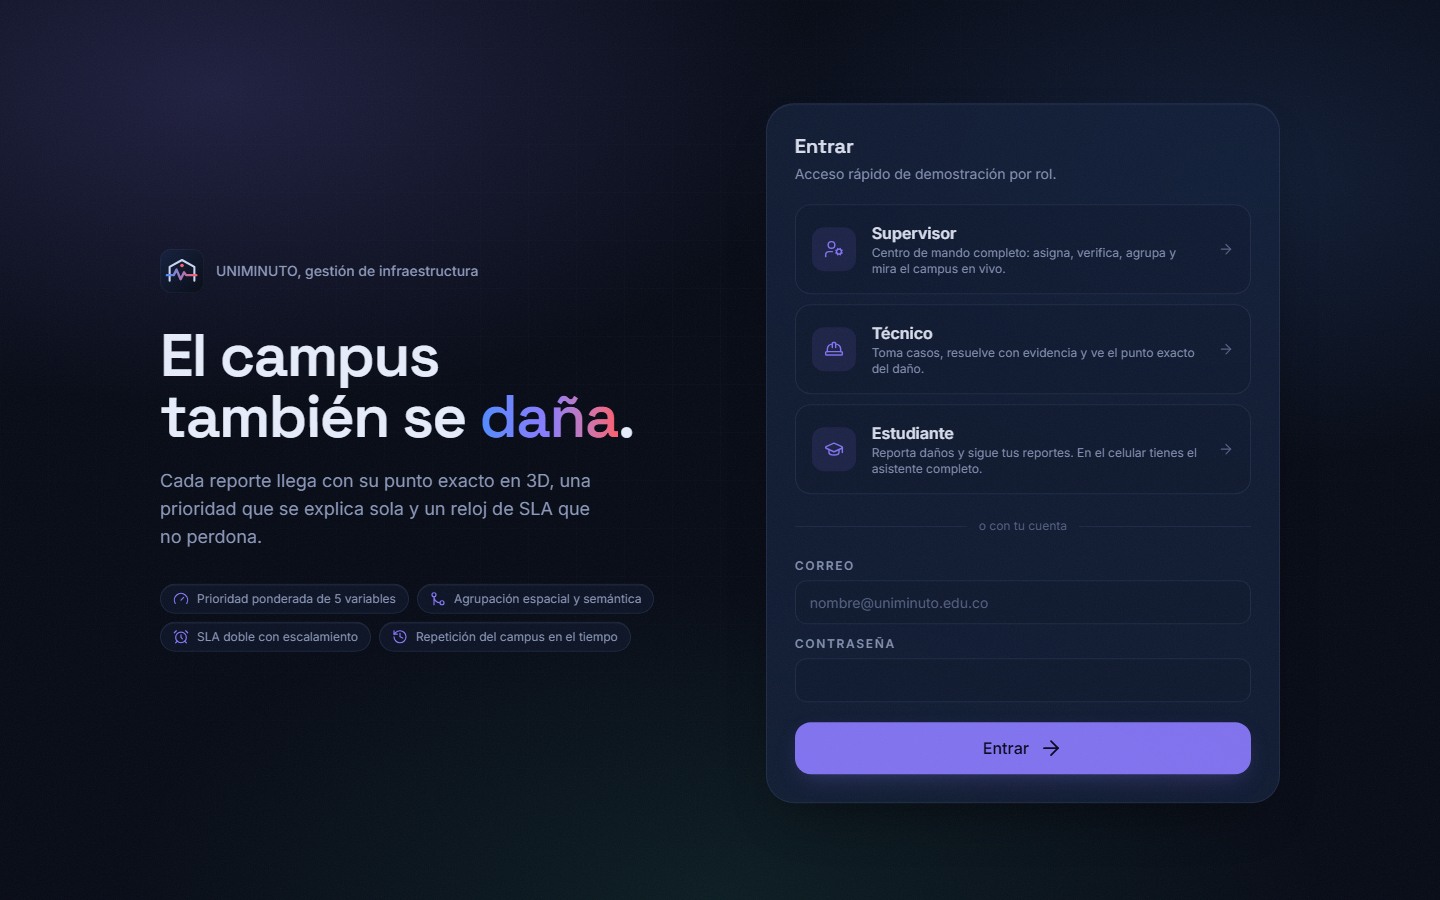 UNIMINUTO, gestión de infraestructura
El campus
también se daña.
Cada reporte llega con su punto exacto en 3D, una
prioridad que se explica sola y un reloj de SLA que
no perdona.
Prioridad ponderada de 5 variables
Agrupación espacial y semántica
SLA doble con escalamiento
Repetición del campus en el tiempo
Entrar
Acceso rápido de demostración por rol.
Supervisor
Centro de mando completo: asigna, verifica, agrupa y
mira el campus en vivo.
Técnico
Toma casos, resuelve con evidencia y ve el punto exacto
del daño.
Estudiante
Reporta daños y sigue tus reportes. En el celular tienes el
asistente completo.
o con tu cuenta
CORREO
nombre@uniminuto.edu.co
CONTRASEÑA
Entrar